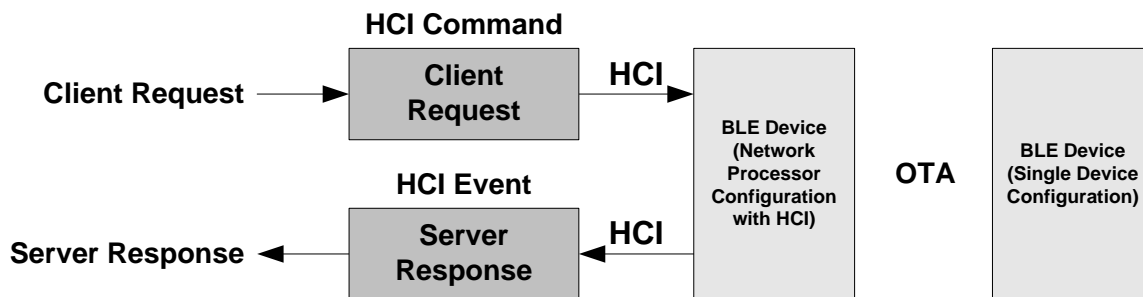 HCI Command
Client Request
Client
Request
HCI
HCI Event
Server Response
Server
Response
HCI
BLE Device
(Network
Processor
Configuration
with HCI)
OTA
BLE Device
(Single Device
Configuration)